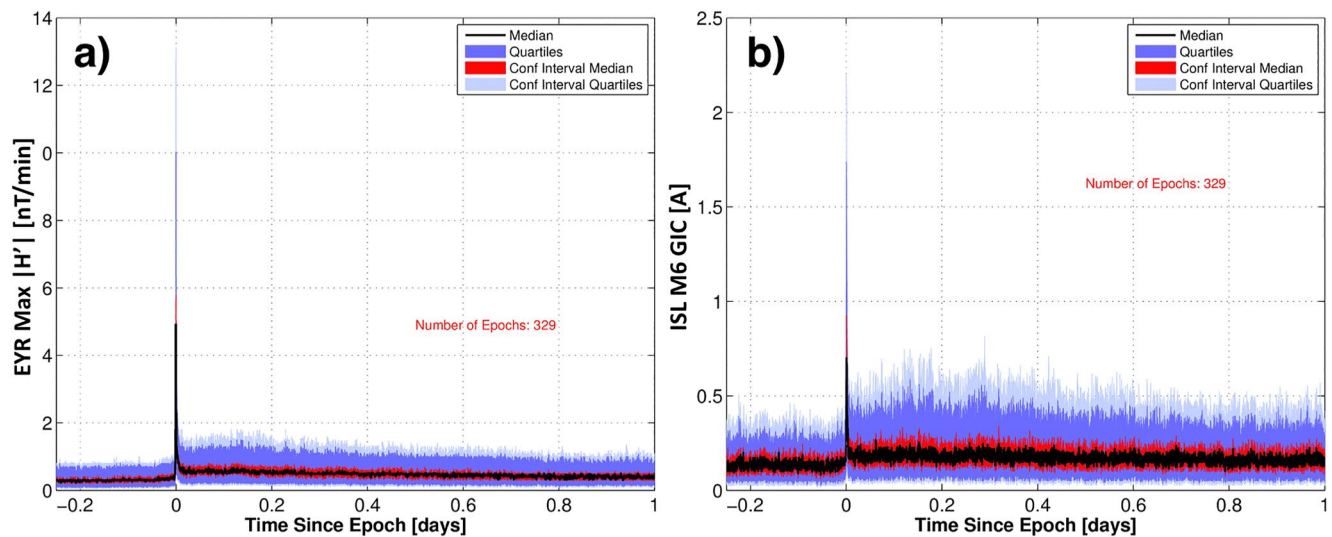 a)
Median
Quartiles
Conf Interval Median
Conf Interval Quartiles
Number of Epochs: 329
EYR Max |H′| [nT/min]
14
12
0
8
6
4
2
0
−0.2 0 0.2 0.4 0.6 0.8 1
Time Since Epoch [days]
b)
Median
Quartiles
Conf Interval Median
Conf Interval Quartiles
Number of Epochs: 329
ISL M6 GIC [A]
2.5
2
1.5
1
0.5
0
−0.2 0 0.2 0.4 0.6 0.8 1
Time Since Epoch [days]